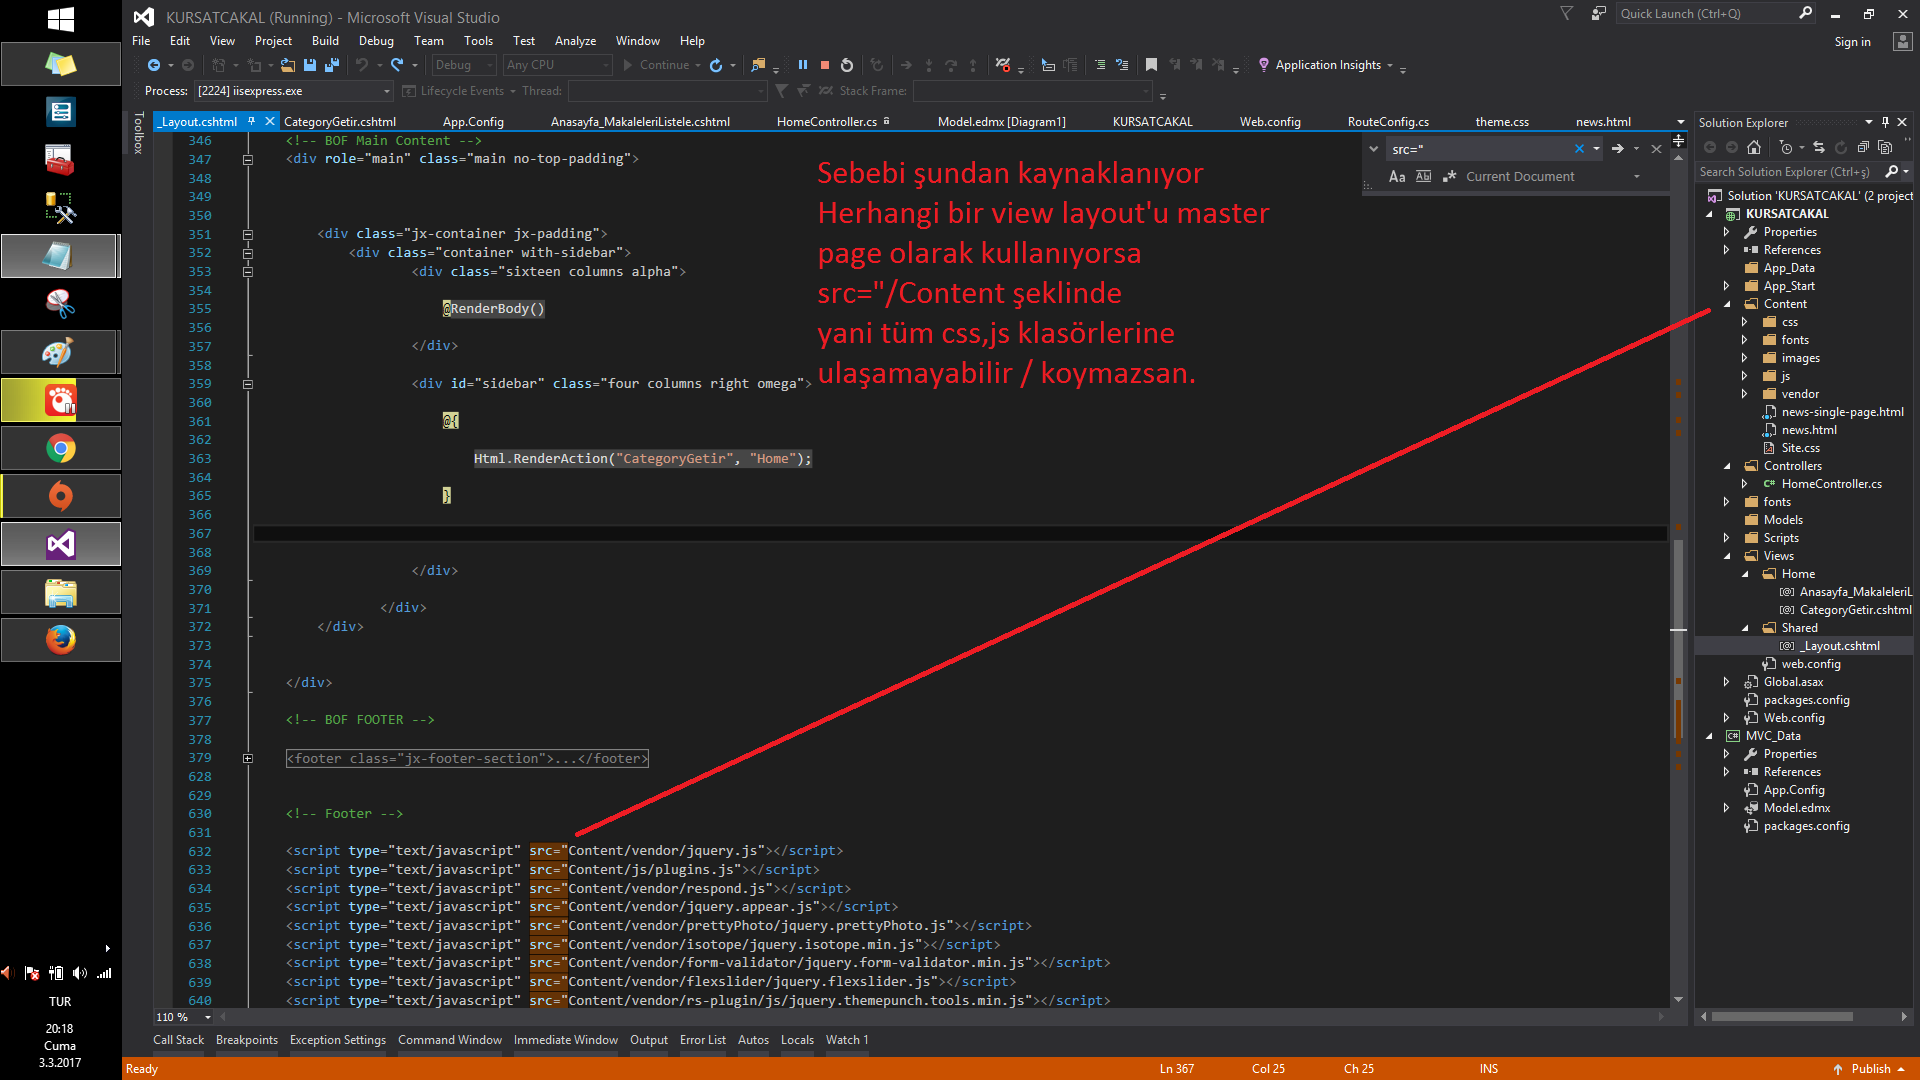 KURSATCAKAL (Running) - Microsoft Visual Studio
Quick Launch (Ctrl+Q)
File Edit View Project Build Debug Team Tools Test Analyze Window Help
Sign in
Debug Any CPU Continue Application Insights
Process: [2224] iisexpress.exe Lifecycle Events Thread: Stack Frame:
Toolbox
_Layout.cshtml CategoryGetir.cshtml App.Config Anasayfa_MakaleleriListele.cshtml HomeController.cs Model.edmx [Diagram1] KURSATCAKAL Web.config RouteConfig.cs theme.css news.html
src="
Aa Ab Current Document
346 <!-- BOF Main Content -->
347 <div role="main" class="main no-top-padding">
348
349
350
351 <div class="jx-container jx-padding">
352 <div class="container with-sidebar">
353 <div class="sixteen columns alpha">
354
355 @RenderBody()
356
357 </div>
358
359 <div id="sidebar" class="four columns right omega">
360
361 @{
362
363 Html.RenderAction("CategoryGetir", "Home");
364
365 }
366
367
368
369 </div>
370
371 </div>
372 </div>
373
374
375 </div>
376
377 <!-- BOF FOOTER -->
378
379 <footer class="jx-footer-section">...</footer>
628
629
630 <!-- Footer -->
631
632 <script type="text/javascript" src="Content/vendor/jquery.js"></script>
633 <script type="text/javascript" src="Content/js/plugins.js"></script>
634 <script type="text/javascript" src="Content/vendor/respond.js"></script>
635 <script type="text/javascript" src="Content/vendor/jquery.appear.js"></script>
636 <script type="text/javascript" src="Content/vendor/prettyPhoto/jquery.prettyPhoto.js"></script>
637 <script type="text/javascript" src="Content/vendor/isotope/jquery.isotope.min.js"></script>
638 <script type="text/javascript" src="Content/vendor/form-validator/jquery.form-validator.min.js"></script>
639 <script type="text/javascript" src="Content/vendor/flexslider/jquery.flexslider.js"></script>
640 <script type="text/javascript" src="Content/vendor/rs-plugin/js/jquery.themepunch.tools.min.js"></script>
Sebebi şundan kaynaklanıyor
Herhangi bir view layout'u master
page olarak kullanıyorsa
src="/Content şeklinde
yani tüm css,js klasörlerine
ulaşamayabilir / koymazsan.
Solution Explorer
Search Solution Explorer (Ctrl+ş)
Solution 'KURSATCAKAL' (2 project
KURSATCAKAL
Properties
References
App_Data
App_Start
Content
css
fonts
images
js
vendor
news-single-page.html
news.html
Site.css
Controllers
HomeController.cs
fonts
Models
Scripts
Views
Home
Anasayfa_MakaleleriL
CategoryGetir.cshtml
Shared
_Layout.cshtml
web.config
Global.asax
packages.config
Web.config
MVC_Data
Properties
References
App.Config
Model.edmx
packages.config
110 %
Call Stack Breakpoints Exception Settings Command Window Immediate Window Output Error List Autos Locals Watch 1
Ready Ln 367 Col 25 Ch 25 INS Publish
TUR
20:18
Cuma
3.3.2017